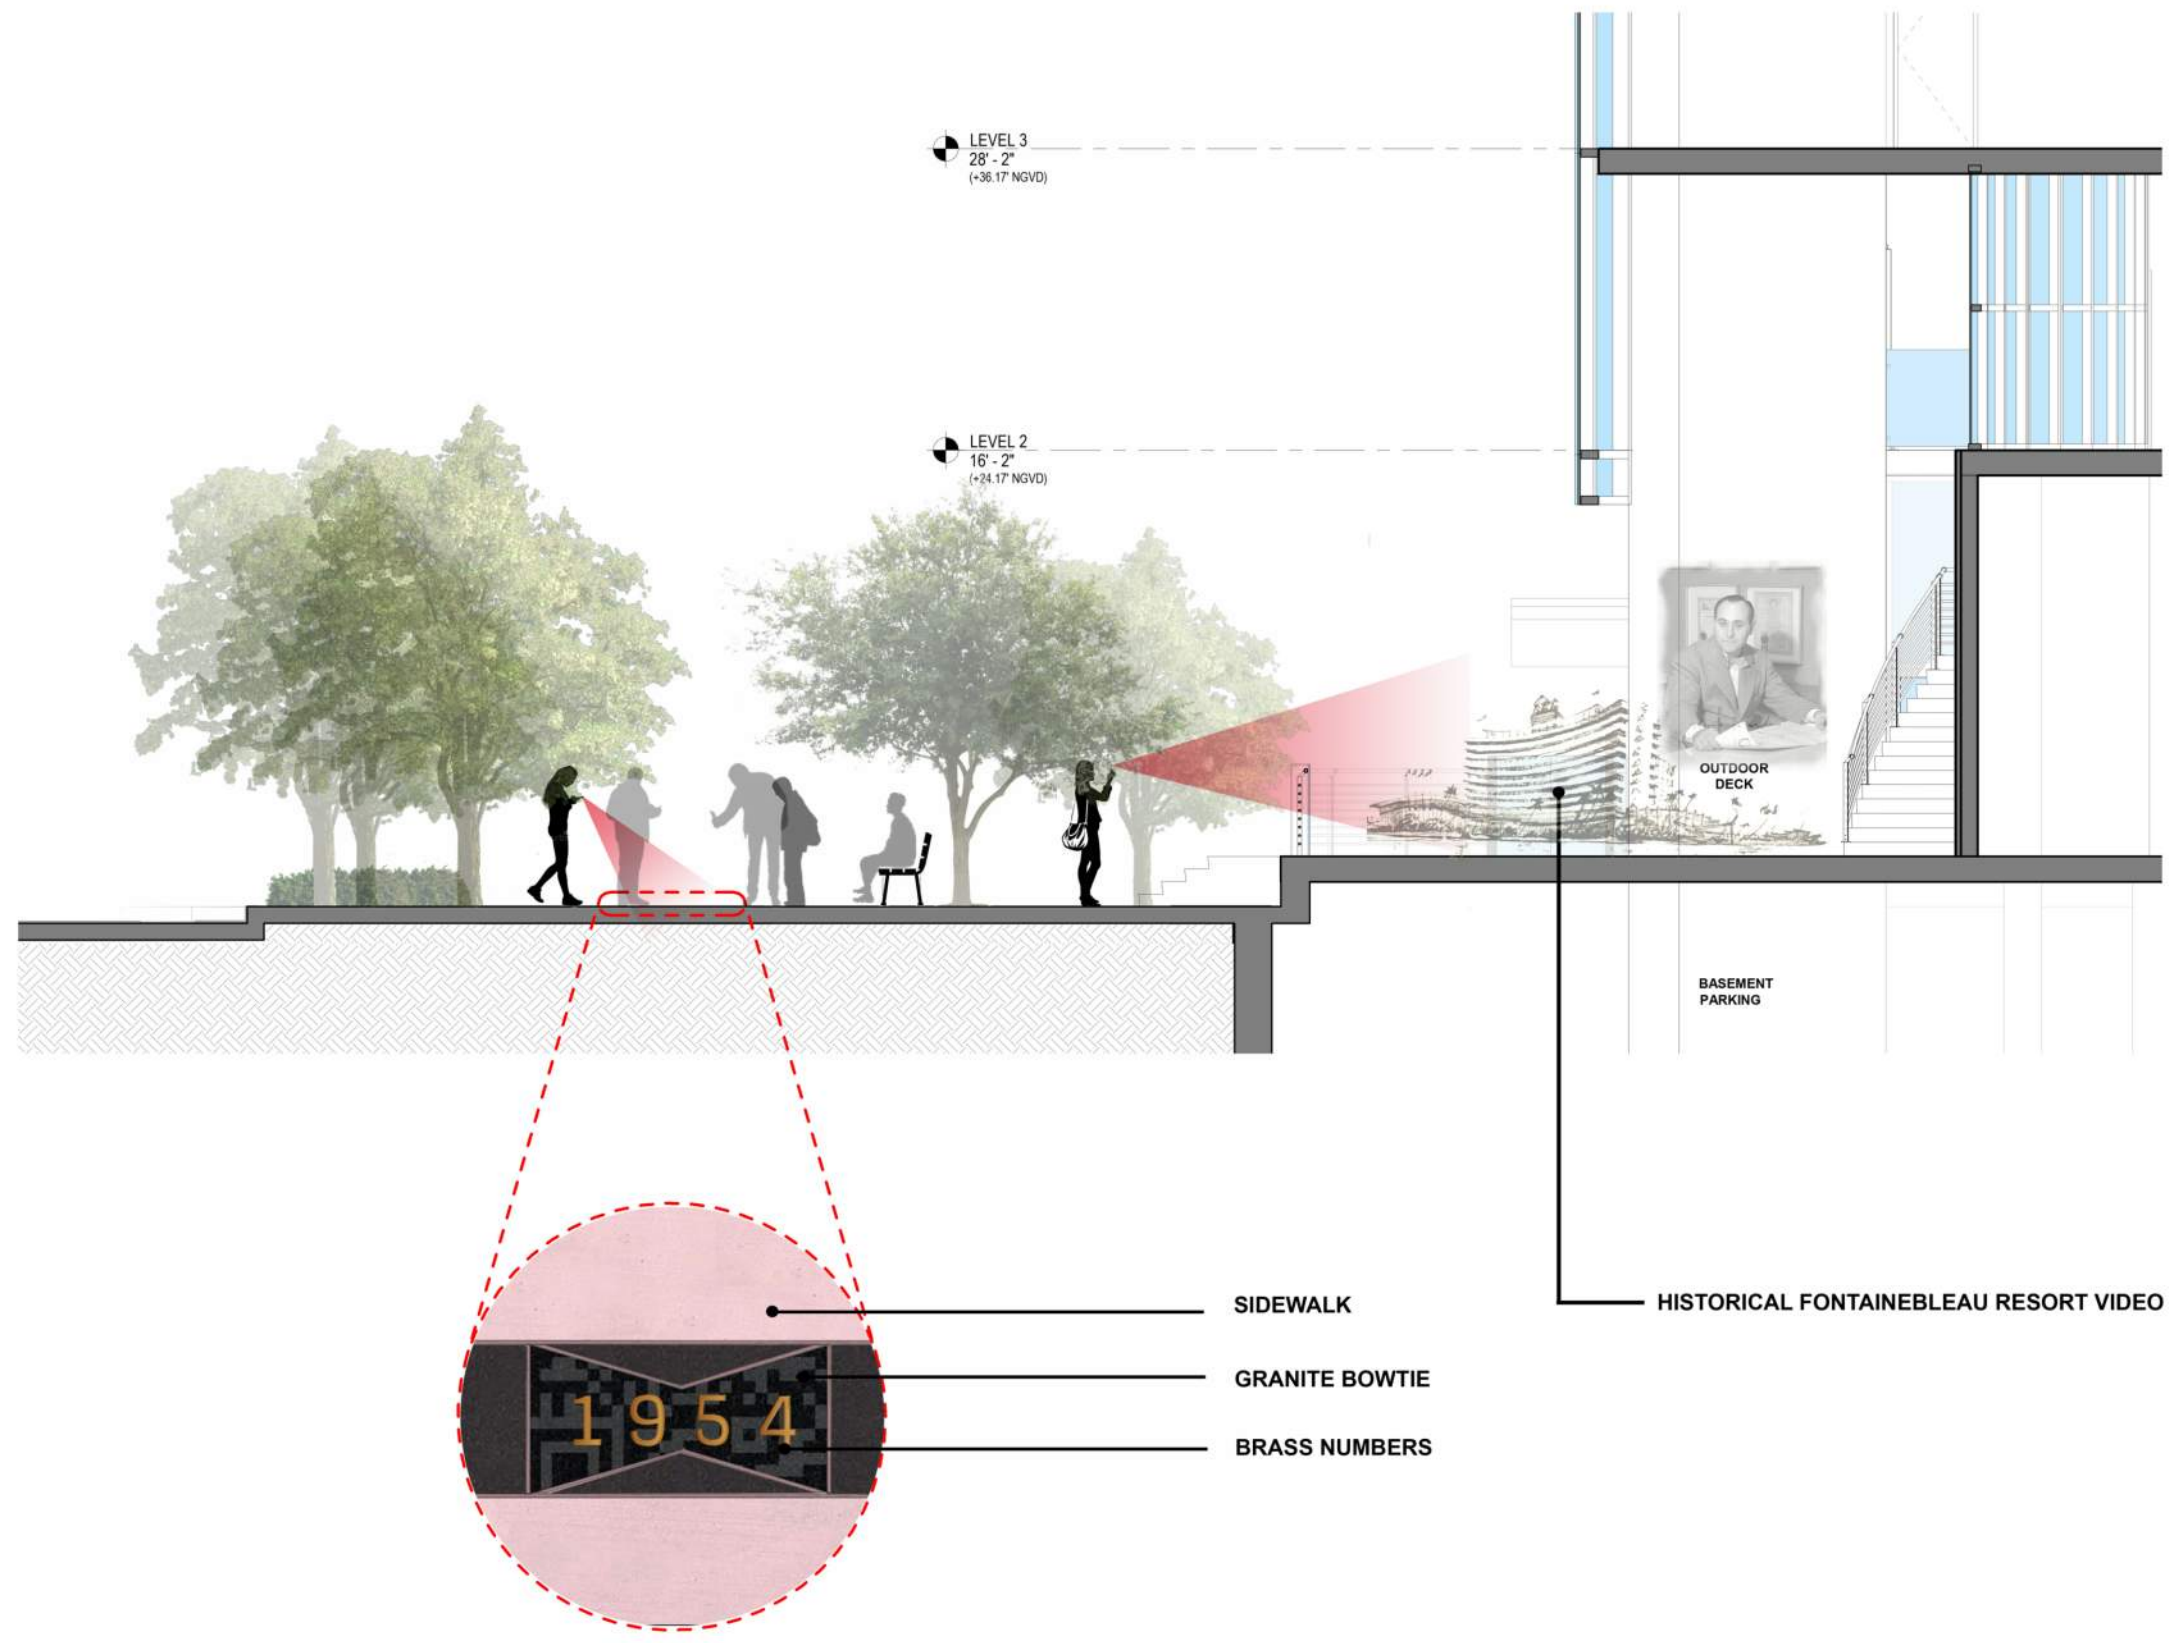 LEVEL 3
28' - 2"
(+36.17' NGVD)
LEVEL 2
16' - 2"
(+24.17' NGVD)
OUTDOOR
DECK
BASEMENT
PARKING
SIDEWALK
HISTORICAL FONTAINEBLEAU RESORT VIDEO
GRANITE BOWTIE
1954
BRASS NUMBERS